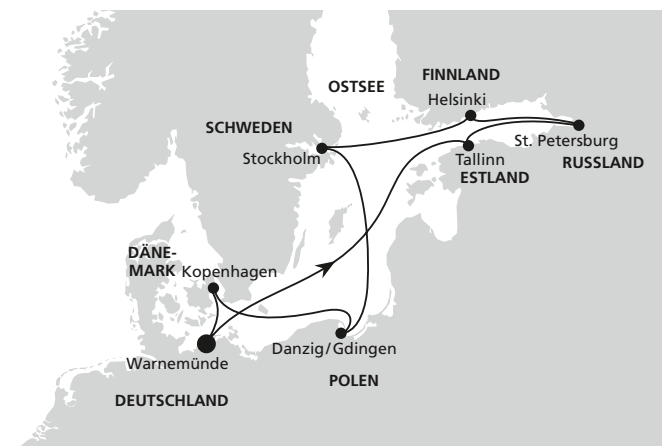 OSTSEE
FINNLAND
Helsinki
SCHWEDEN
Stockholm
St. Petersburg
RUSSLAND
Tallinn
ESTLAND
DÄNE-
MARK
Kopenhagen
Danzig/Gdingen
Warnemünde
POLEN
DEUTSCHLAND